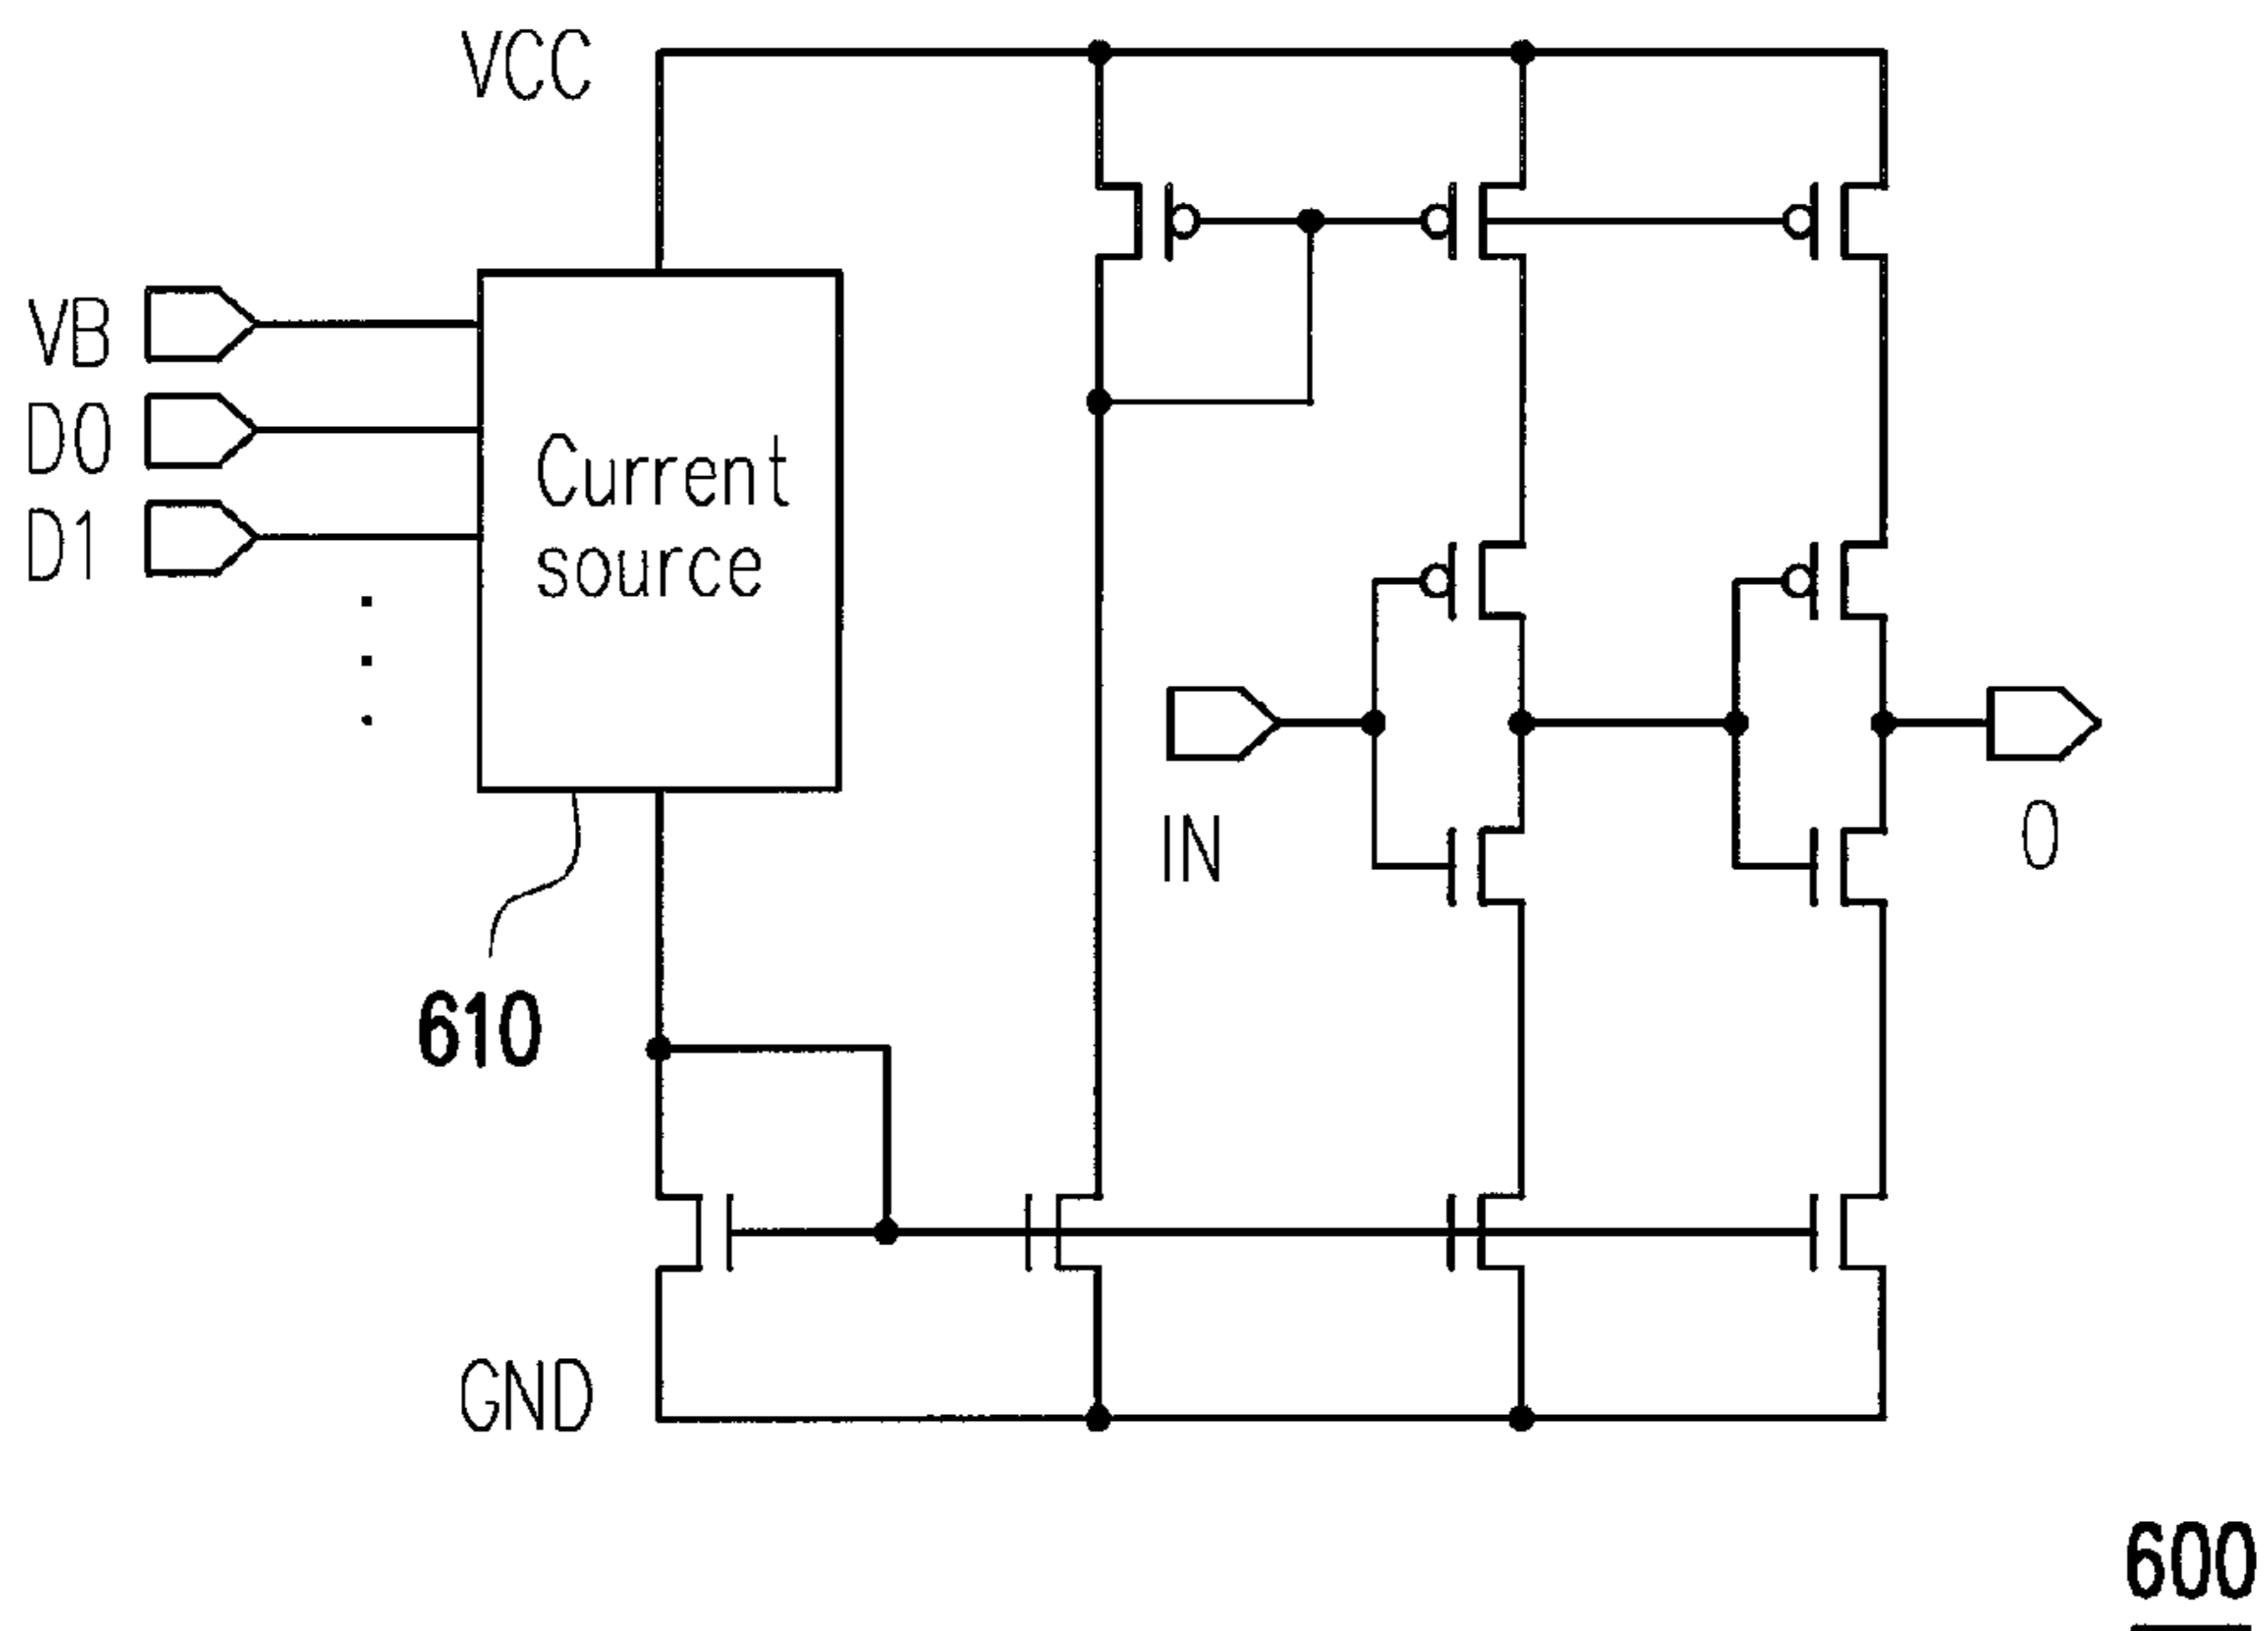 VCC
VB
D0
D1
Current
source
IN
O
610
GND
600